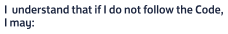 I understand that if I do not follow the Code,
I may: